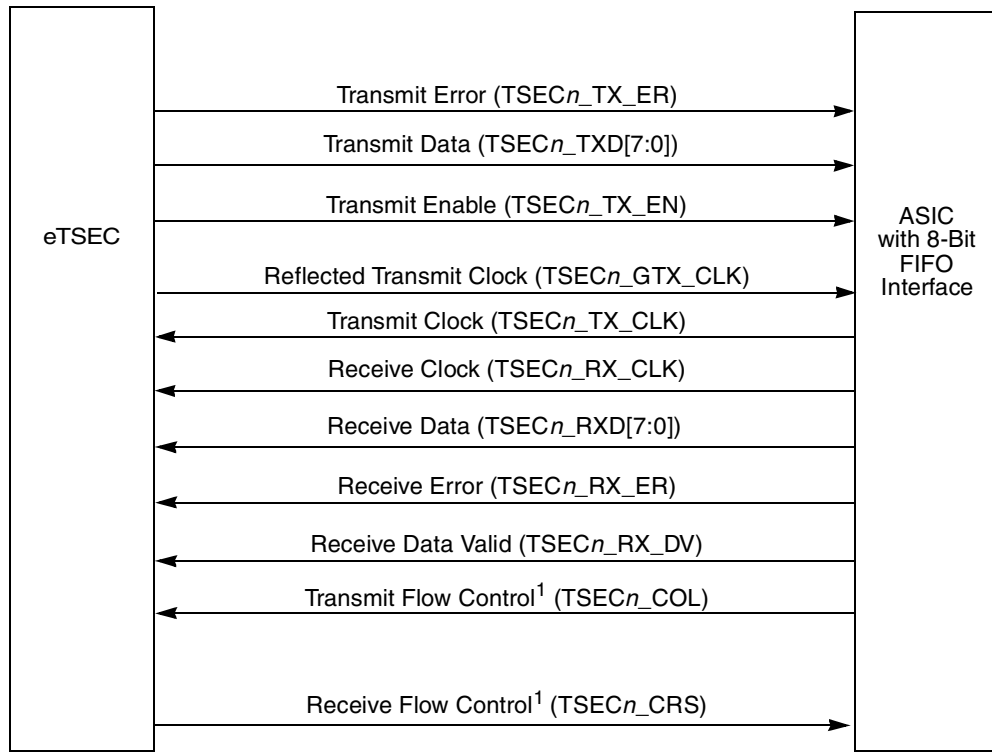 Transmit Error (TSECn_TX_ER)
Transmit Data (TSECn_TXD[7:0])
Transmit Enable (TSECn_TX_EN)
eTSEC
ASIC
with 8-Bit
FIFO
Interface
Reflected Transmit Clock (TSECn_GTX_CLK)
Transmit Clock (TSECn_TX_CLK)
Receive Clock (TSECn_RX_CLK)
Receive Data (TSECn_RXD[7:0])
Receive Error (TSECn_RX_ER)
Receive Data Valid (TSECn_RX_DV)
Transmit Flow Control¹ (TSECn_COL)
Receive Flow Control¹ (TSECn_CRS)